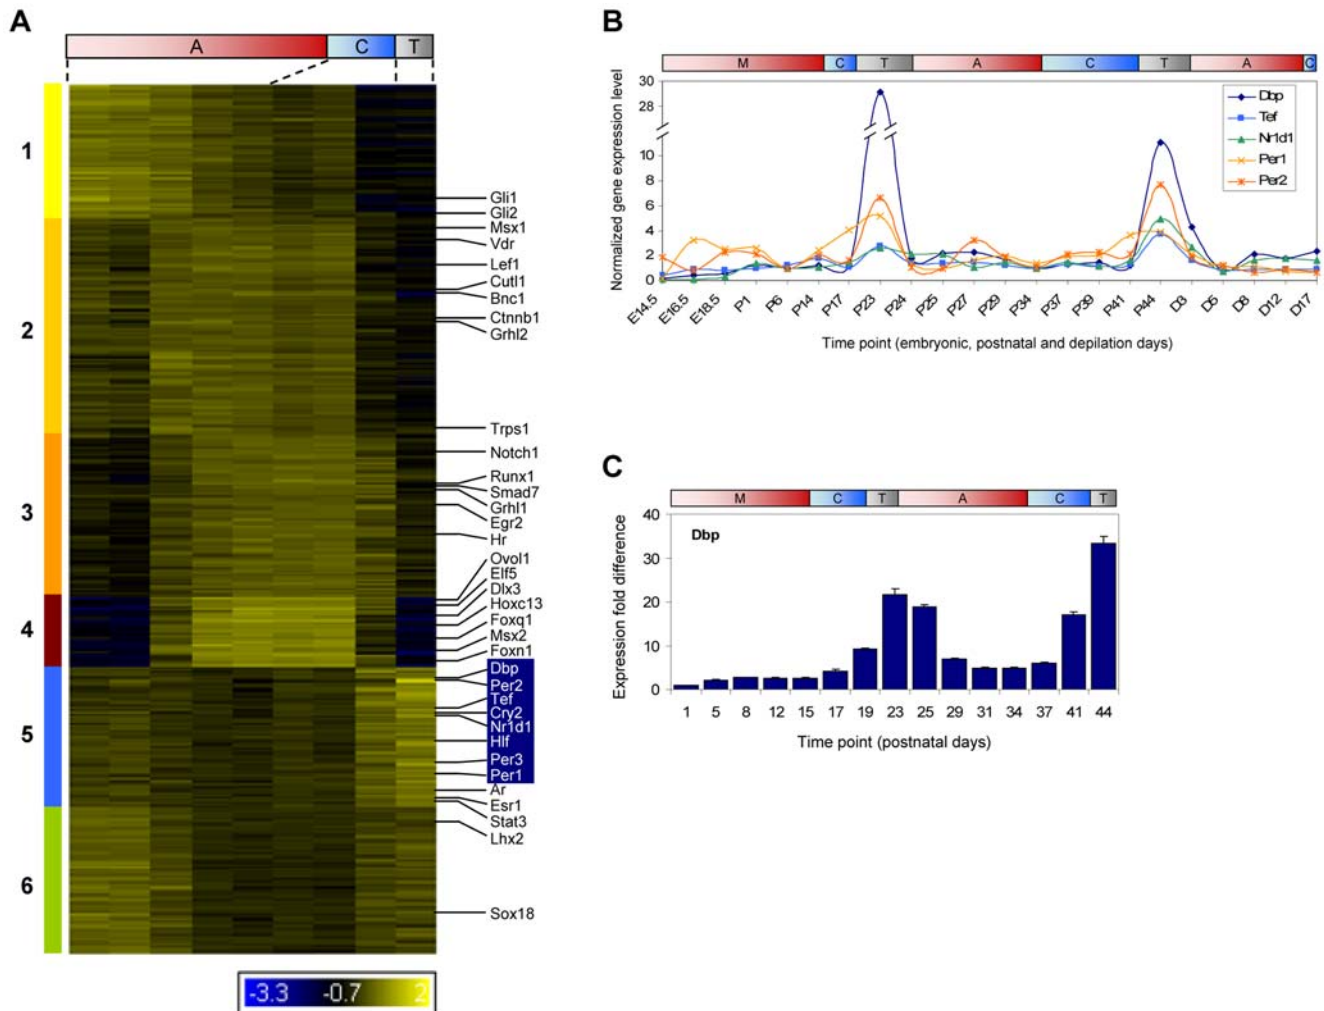 A
A C T
1
2
3
4
5
6
Gli1
Gli2
Msx1
Vdr
Lef1
Cutl1
Bnc1
Ctnnb1
Grhl2
Trps1
Notch1
Runx1
Smad7
Grhl1
Egr2
Hr
Ovol1
Elf5
Dlx3
Hoxc13
Foxq1
Msx2
Foxn1
Dbp
Per2
Tef
Cry2
Nr1d1
Hlf
Per3
Per1
Ar
Esr1
Stat3
Lhx2
Sox18
-3.3 -0.7 2
B
M C T A C T A C
Normalized gene expression level
30
28
10
8
6
4
2
0
Dbp
Tef
Nr1d1
Per1
Per2
E14.5 E16.5 E18.5 P1 P6 P14 P17 P23 P24 P25 P27 P29 P34 P37 P39 P41 P44 D3 D5 D8 D12 D17
Time point (embryonic, postnatal and depilation days)
C
M C T A C T
Dbp
Expression fold difference
40
30
20
10
0
1 5 8 12 15 17 19 23 25 29 31 34 37 41 44
Time point (postnatal days)